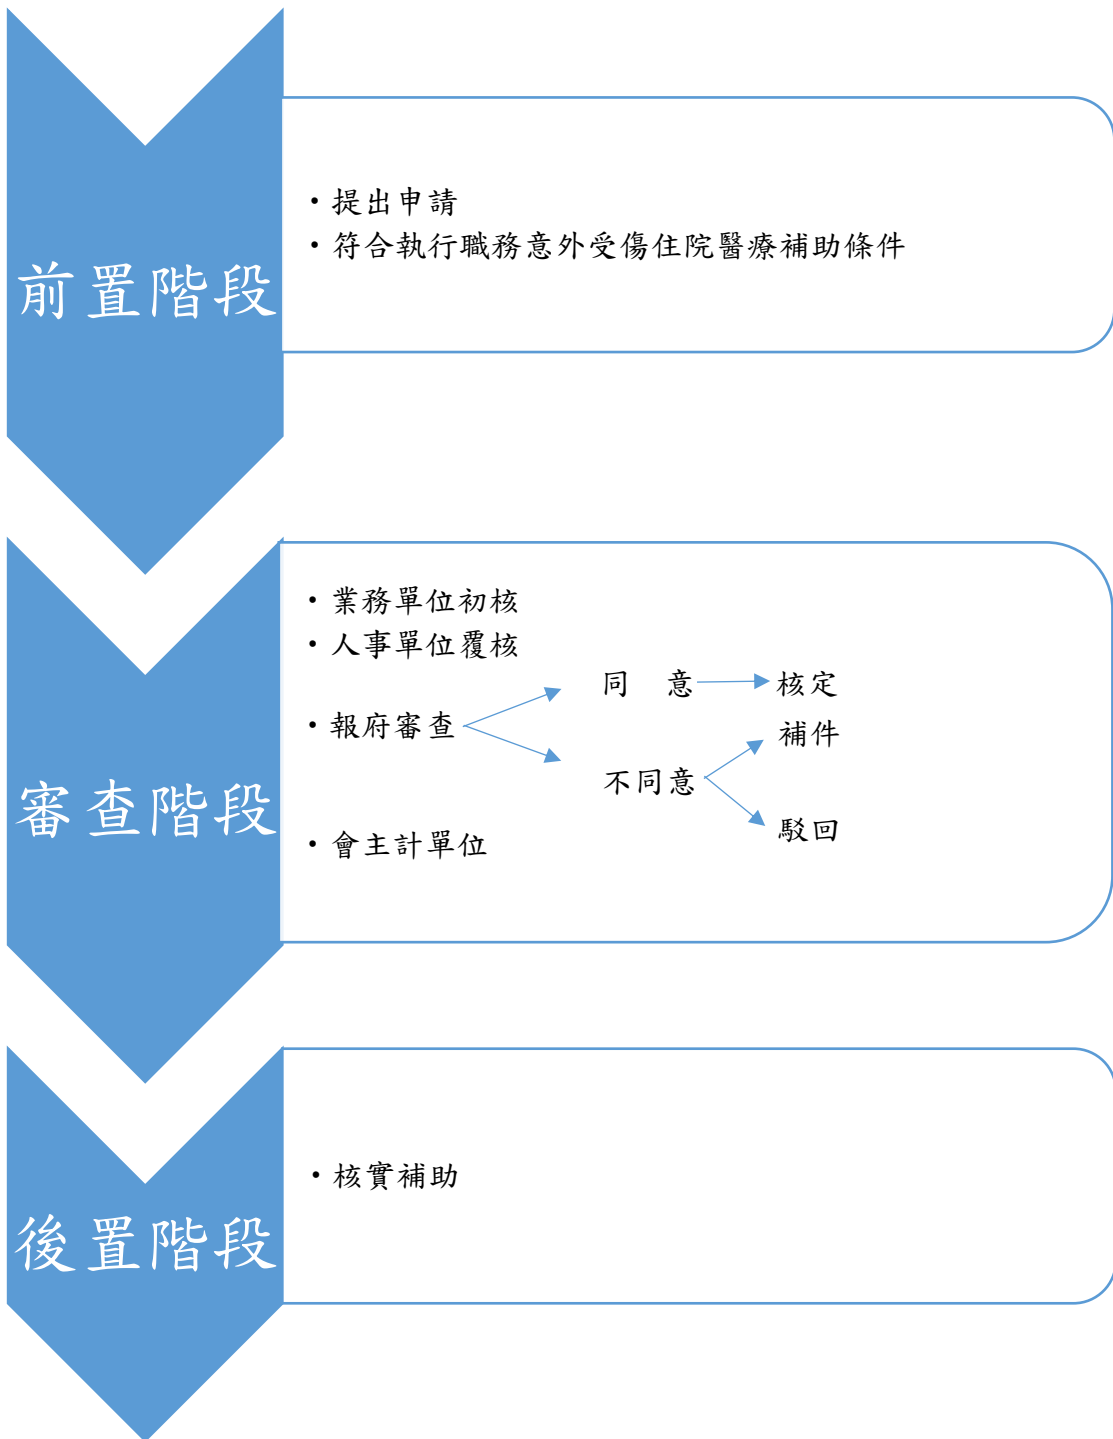 前置階段
・提出申請
・符合執行職務意外受傷住院醫療補助條件
審查階段
・業務單位初核
・人事單位覆核
・報府審查
同　意
核定
不同意
補件
駁回
・會主計單位
後置階段
・核實補助